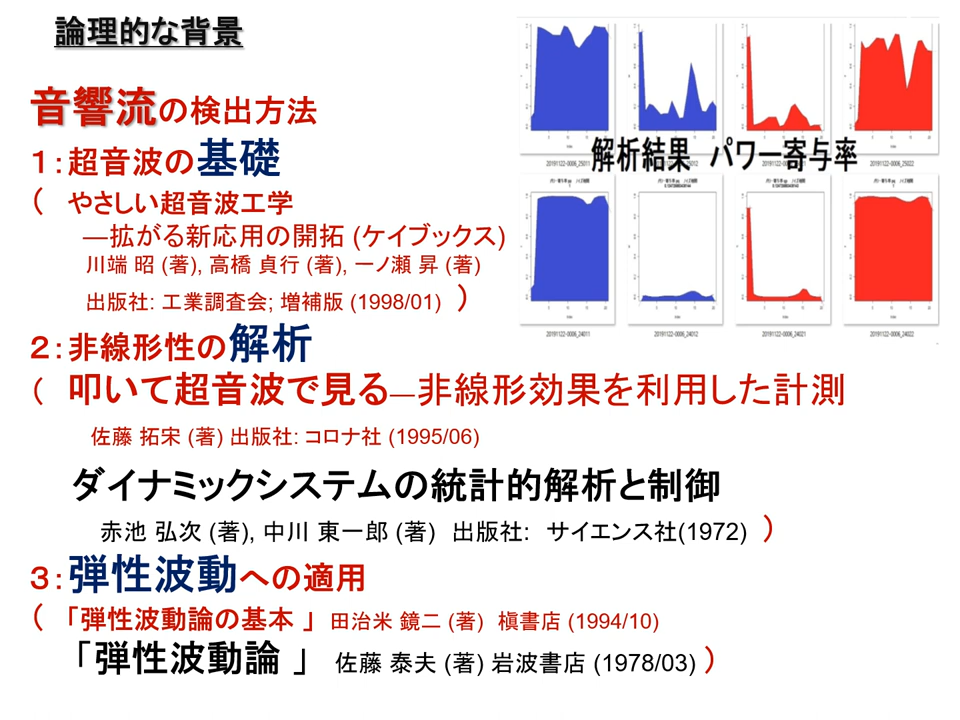 論理的な背景
音響流の検出方法
1：超音波の基礎
（ やさしい超音波工学
―拡がる新応用の開拓 (ケイブックス)
川端 昭 (著), 高橋 貞行 (著), 一ノ瀬 昇 (著)
出版社: 工業調査会; 増補版 (1998/01) ）
2：非線形性の解析
（ 叩いて超音波で見る―非線形効果を利用した計測
佐藤 拓宋 (著) 出版社: コロナ社 (1995/06)
ダイナミックシステムの統計的解析と制御
赤池 弘次 (著), 中川 東一郎 (著) 出版社: サイエンス社(1972) ）
3：弾性波動への適用
（ 「弾性波動論の基本 」 田治米 鏡二 (著) 槇書店 (1994/10)
「弾性波動論 」 佐藤 泰夫 (著) 岩波書店 (1978/03) ）
解析結果 パワー寄与率
20191122-0006_24011
20191122-0006_24012
20191122-0006_24021
20191122-0006_24022